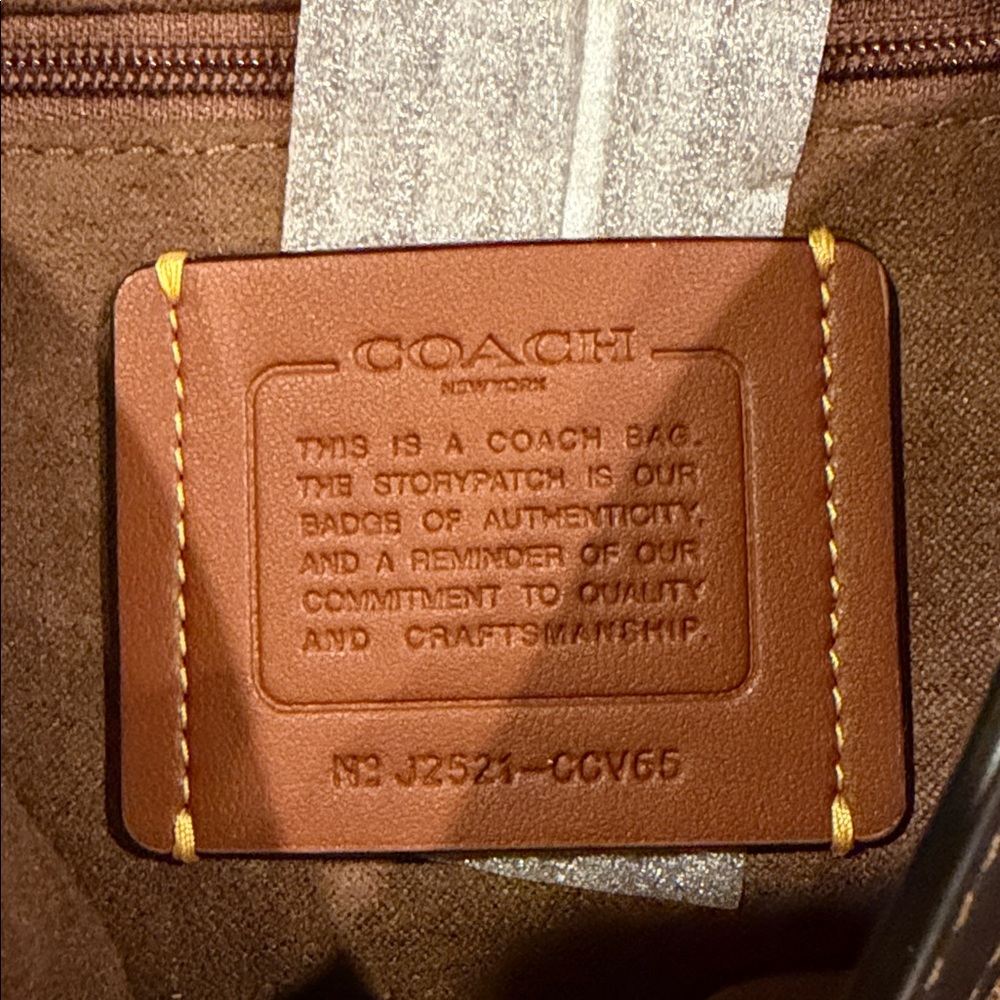 COACH
NEW YORK
THIS IS A COACH BAG.
THE STORYPATCH IS OUR
BADGE OF AUTHENTICITY,
AND A REMINDER OF OUR
COMMITMENT TO QUALITY
AND CRAFTSMANSHIP.
Nº J2521-CCV65